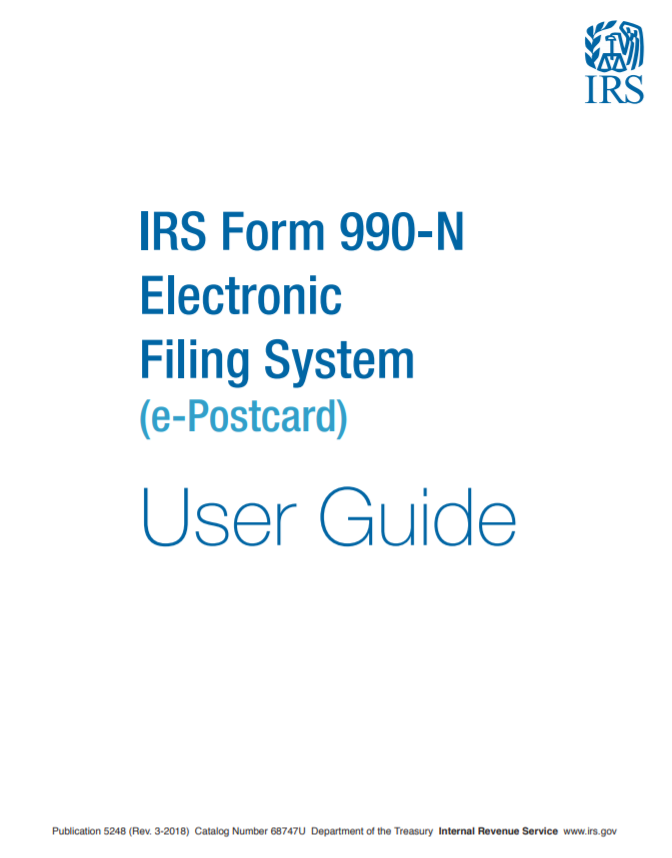 IRS
IRS Form 990-N
Electronic
Filing System
(e-Postcard)
User Guide
Publication 5248 (Rev. 3-2018) Catalog Number 68747U Department of the Treasury Internal Revenue Service www.irs.gov